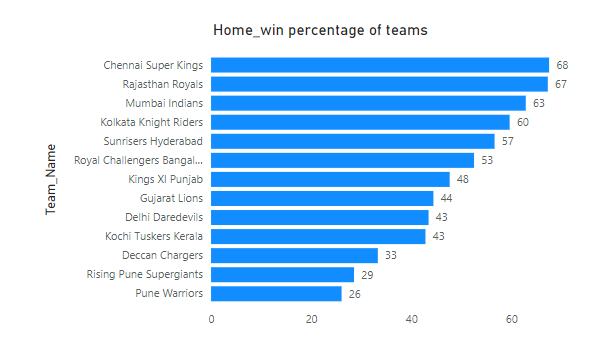 Home_win percentage of teams
Team_Name
Chennai Super Kings 68
Rajasthan Royals 67
Mumbai Indians 63
Kolkata Knight Riders 60
Sunrisers Hyderabad 57
Royal Challengers Bangal... 53
Kings XI Punjab 48
Gujarat Lions 44
Delhi Daredevils 43
Kochi Tuskers Kerala 43
Deccan Chargers 33
Rising Pune Supergiants 29
Pune Warriors 26
0 20 40 60